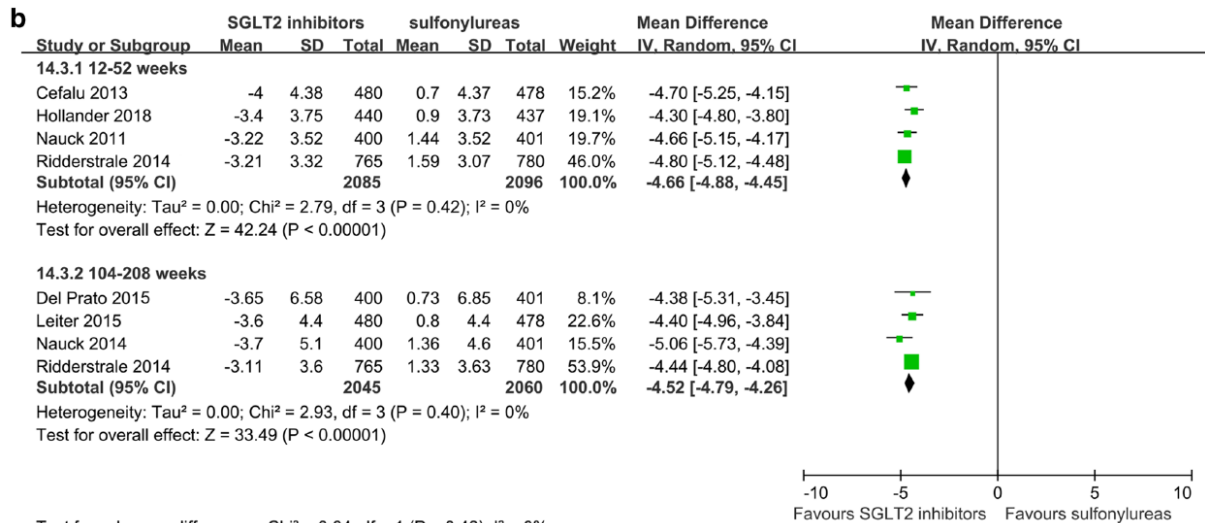 b
SGLT2 inhibitors sulfonylureas Mean Difference Mean Difference
Study or Subgroup Mean SD Total Mean SD Total Weight IV, Random, 95% CI IV, Random, 95% CI
14.3.1 12-52 weeks
Cefalu 2013 -4 4.38 480 0.7 4.37 478 15.2% -4.70 [-5.25, -4.15]
Hollander 2018 -3.4 3.75 440 0.9 3.73 437 19.1% -4.30 [-4.80, -3.80]
Nauck 2011 -3.22 3.52 400 1.44 3.52 401 19.7% -4.66 [-5.15, -4.17]
Ridderstrale 2014 -3.21 3.32 765 1.59 3.07 780 46.0% -4.80 [-5.12, -4.48]
Subtotal (95% CI) 2085 2096 100.0% -4.66 [-4.88, -4.45]
Heterogeneity: Tau² = 0.00; Chi² = 2.79, df = 3 (P = 0.42); I² = 0%
Test for overall effect: Z = 42.24 (P < 0.00001)
14.3.2 104-208 weeks
Del Prato 2015 -3.65 6.58 400 0.73 6.85 401 8.1% -4.38 [-5.31, -3.45]
Leiter 2015 -3.6 4.4 480 0.8 4.4 478 22.6% -4.40 [-4.96, -3.84]
Nauck 2014 -3.7 5.1 400 1.36 4.6 401 15.5% -5.06 [-5.73, -4.39]
Ridderstrale 2014 -3.11 3.6 765 1.33 3.63 780 53.9% -4.44 [-4.80, -4.08]
Subtotal (95% CI) 2045 2060 100.0% -4.52 [-4.79, -4.26]
Heterogeneity: Tau² = 0.00; Chi² = 2.93, df = 3 (P = 0.40); I² = 0%
Test for overall effect: Z = 33.49 (P < 0.00001)
-10 -5 0 5 10
Favours SGLT2 inhibitors Favours sulfonylureas